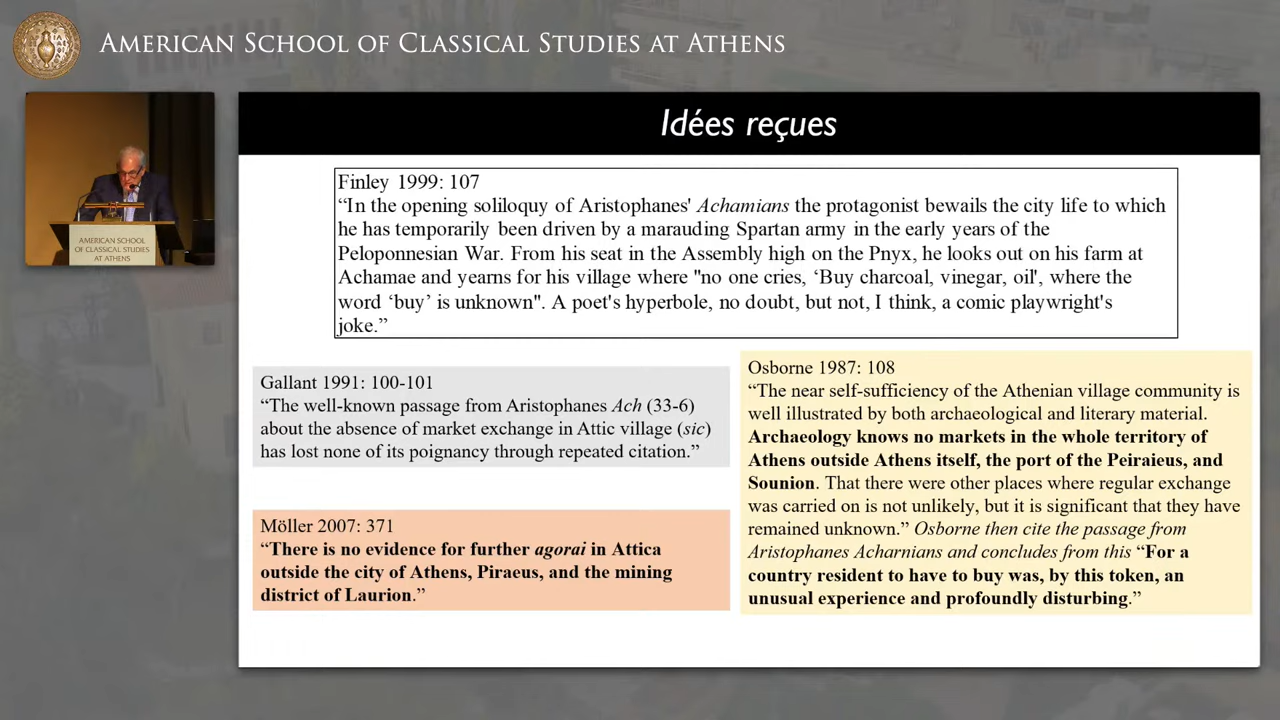 AMERICAN SCHOOL OF CLASSICAL STUDIES AT ATHENS
AMERICAN SCHOOL
OF CLASSICAL STUDIES
AT ATHENS
Idées reçues
Finley 1999: 107
“In the opening soliloquy of Aristophanes' Achamians the protagonist bewails the city life to which
he has temporarily been driven by a marauding Spartan army in the early years of the
Peloponnesian War. From his seat in the Assembly high on the Pnyx, he looks out on his farm at
Achamae and yearns for his village where "no one cries, ‘Buy charcoal, vinegar, oil', where the
word ‘buy’ is unknown". A poet's hyperbole, no doubt, but not, I think, a comic playwright's
joke.”
Gallant 1991: 100-101
“The well-known passage from Aristophanes Ach (33-6)
about the absence of market exchange in Attic village (sic)
has lost none of its poignancy through repeated citation.”
Möller 2007: 371
“There is no evidence for further agorai in Attica
outside the city of Athens, Piraeus, and the mining
district of Laurion.”
Osborne 1987: 108
“The near self-sufficiency of the Athenian village community is
well illustrated by both archaeological and literary material.
Archaeology knows no markets in the whole territory of
Athens outside Athens itself, the port of the Peiraieus, and
Sounion. That there were other places where regular exchange
was carried on is not unlikely, but it is significant that they have
remained unknown.” Osborne then cite the passage from
Aristophanes Acharnians and concludes from this “For a
country resident to have to buy was, by this token, an
unusual experience and profoundly disturbing.”